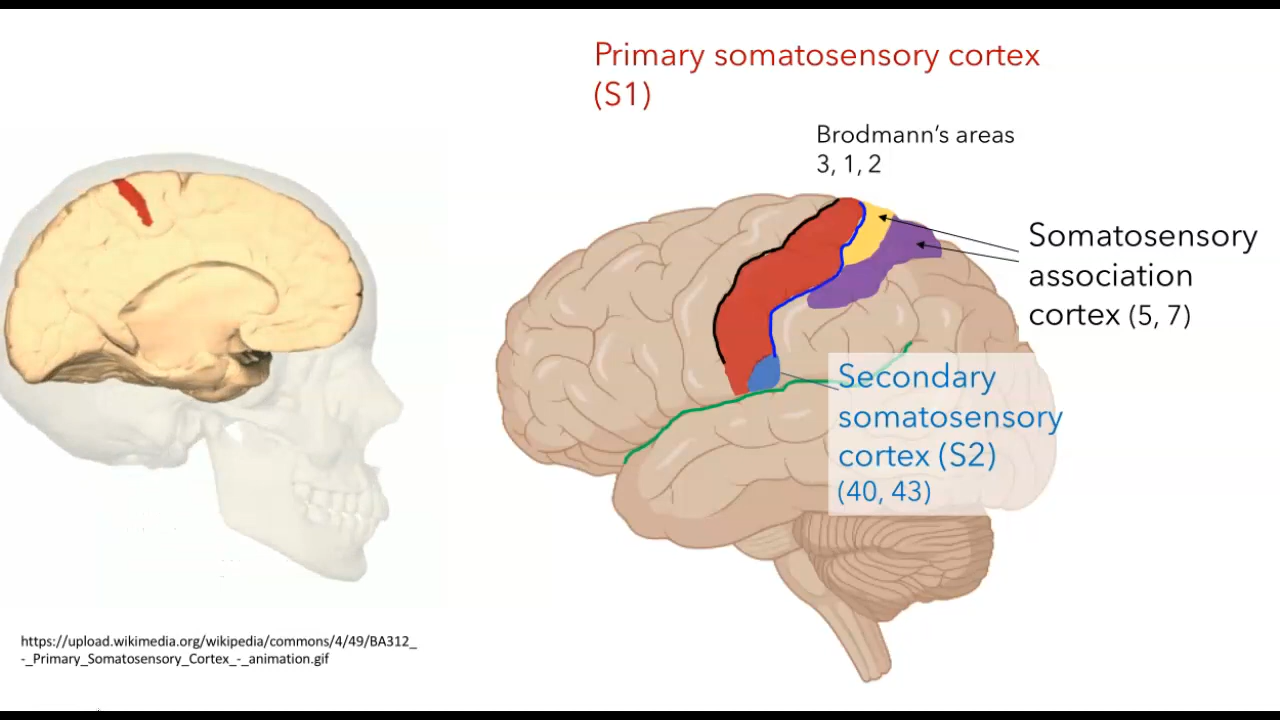 Primary somatosensory cortex
(S1)
Brodmann’s areas
3, 1, 2
Somatosensory
association
cortex (5, 7)
Secondary
somatosensory
cortex (S2)
(40, 43)
https://upload.wikimedia.org/wikipedia/commons/4/49/BA312_
-_Primary_Somatosensory_Cortex_-_animation.gif